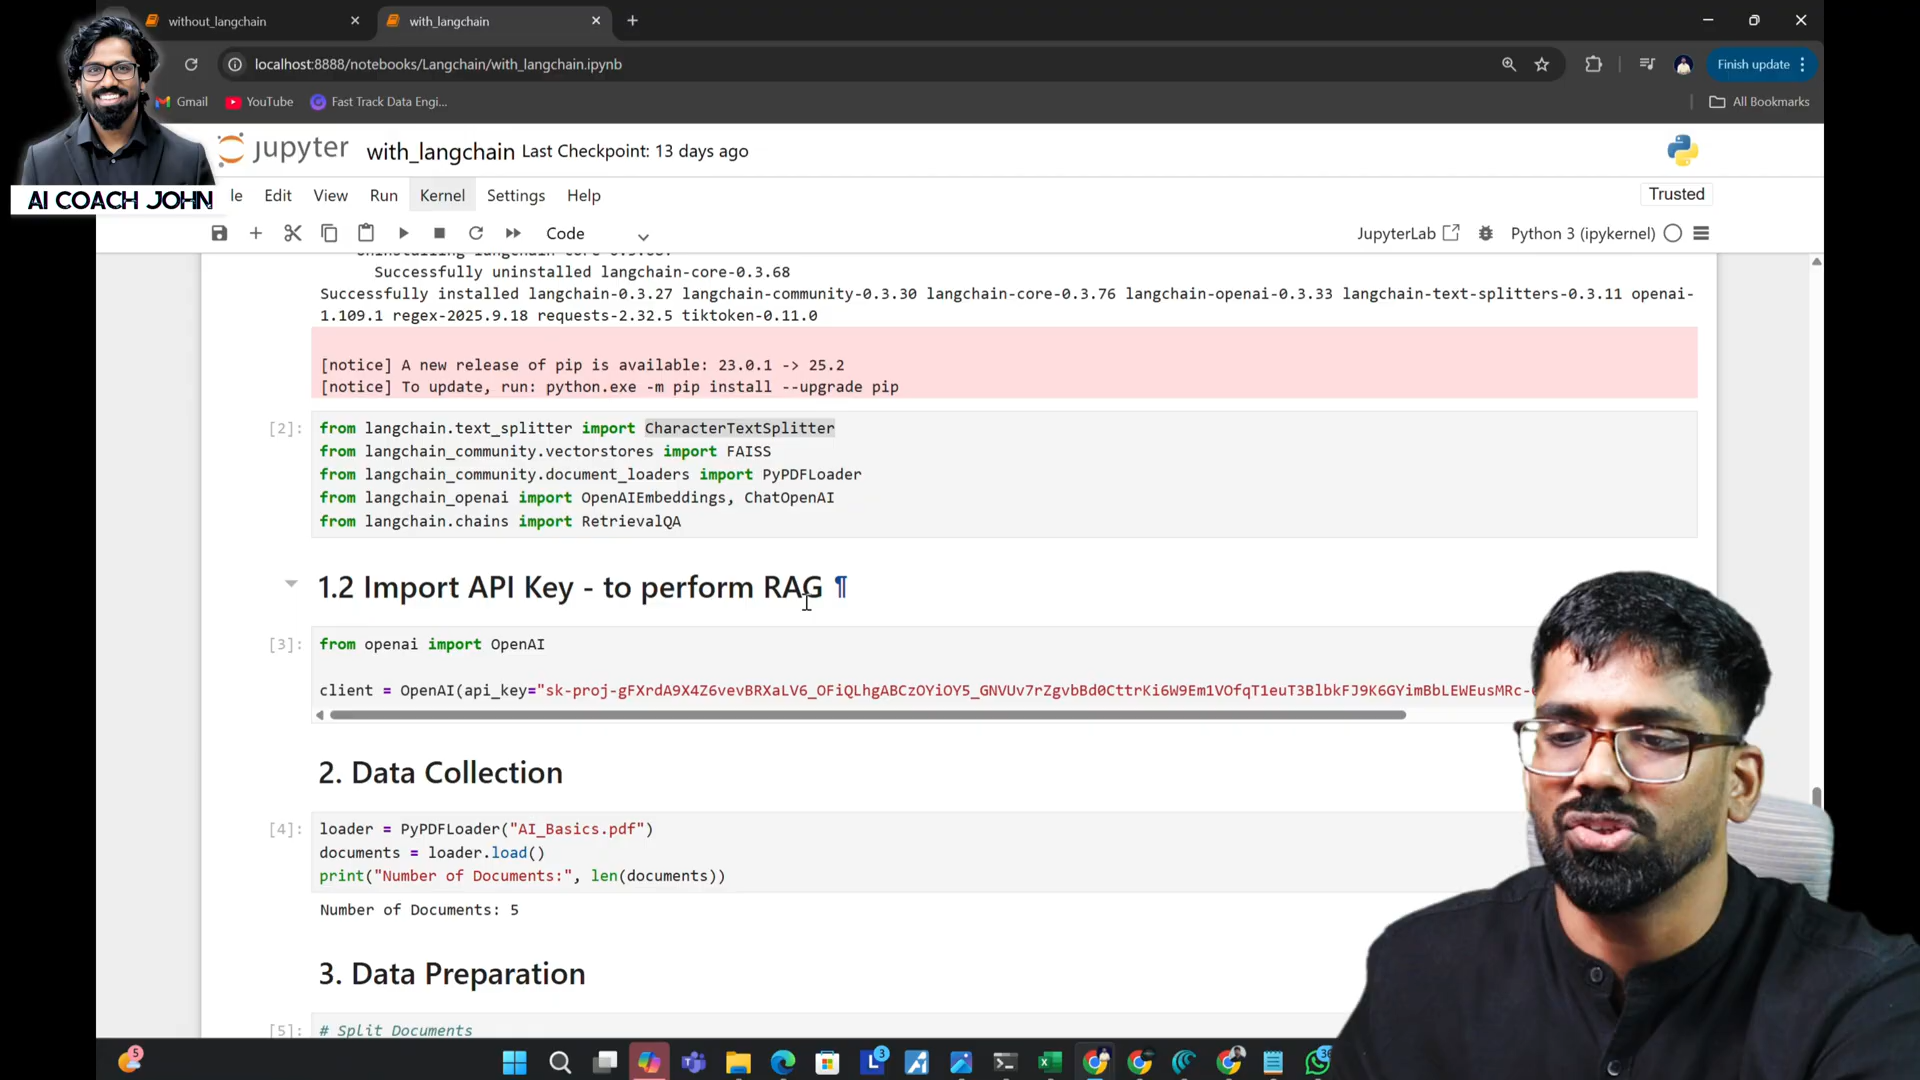 without_langchain
with_langchain
localhost:8888/notebooks/Langchain/with_langchain.ipynb
Finish update
Gmail
YouTube
Fast Track Data Engi...
All Bookmarks
jupyter
with_langchain Last Checkpoint: 13 days ago
AI COACH JOHN
le Edit View Run Kernel Settings Help
Trusted
Code
JupyterLab
Python 3 (ipykernel)
Successfully uninstalled langchain-core-0.3.68
Successfully installed langchain-0.3.27 langchain-community-0.3.30 langchain-core-0.3.76 langchain-openai-0.3.33 langchain-text-splitters-0.3.11 openai-
1.109.1 regex-2025.9.18 requests-2.32.5 tiktoken-0.11.0
[notice] A new release of pip is available: 23.0.1 -> 25.2
[notice] To update, run: python.exe -m pip install --upgrade pip
[2]: from langchain.text_splitter import CharacterTextSplitter
from langchain_community.vectorstores import FAISS
from langchain_community.document_loaders import PyPDFLoader
from langchain_openai import OpenAIEmbeddings, ChatOpenAI
from langchain.chains import RetrievalQA
1.2 Import API Key - to perform RAG ¶
[3]: from openai import OpenAI
client = OpenAI(api_key="
2. Data Collection
[4]: loader = PyPDFLoader("AI_Basics.pdf")
documents = loader.load()
print("Number of Documents:", len(documents))
Number of Documents: 5
3. Data Preparation
[5]: # Split Documents
5
3